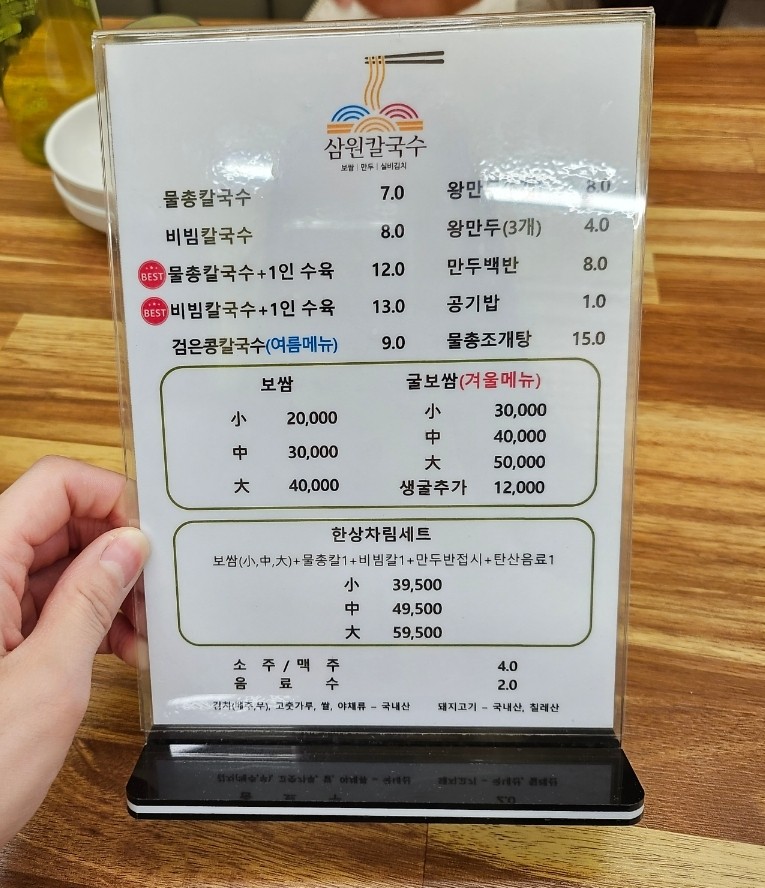 삼원칼국수
보쌈 | 만두 | 실비김치
물총칼국수 7.0
비빔칼국수 8.0
BEST 물총칼국수+1인 수육 12.0
BEST 비빔칼국수+1인 수육 13.0
검은콩칼국수(여름메뉴) 9.0
8.0
왕만두(3개) 4.0
만두백반 8.0
공기밥 1.0
물총조개탕 15.0
보쌈
小 20,000
中 30,000
大 40,000
굴보쌈(겨울메뉴)
小 30,000
中 40,000
大 50,000
생굴추가 12,000
한상차림세트
보쌈(小,中,大)+물총칼1+비빔칼1+만두반접시+탄산음료1
小 39,500
中 49,500
大 59,500
소 주 / 맥 주 4.0
음 료 수 2.0
김치(배추,무), 고춧가루, 쌀, 야채류 – 국내산 돼지고기 – 국내산, 칠레산